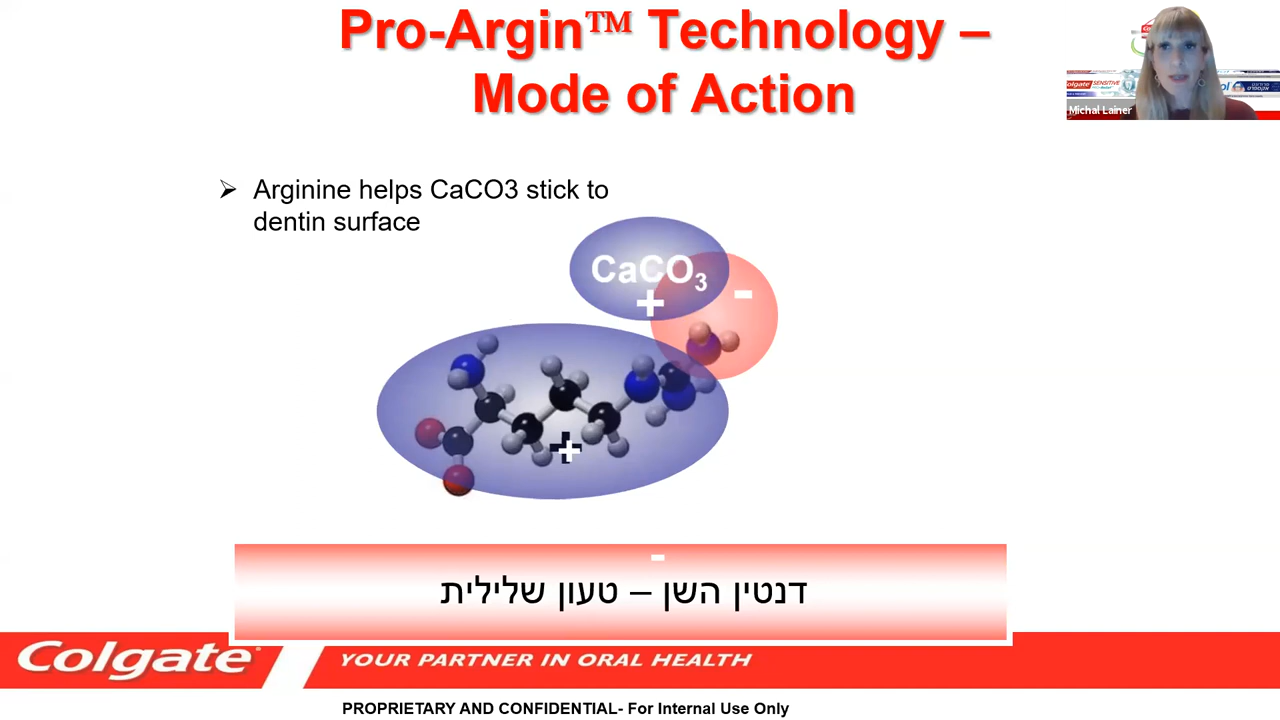 Pro-Argin™ Technology –
Mode of Action
Michal Lainer
➢ Arginine helps CaCO3 stick to
dentin surface
CaCO₃
+
-
+
-
דנטין השן – טעון שלילית
Colgate
YOUR PARTNER IN ORAL HEALTH
PROPRIETARY AND CONFIDENTIAL- For Internal Use Only